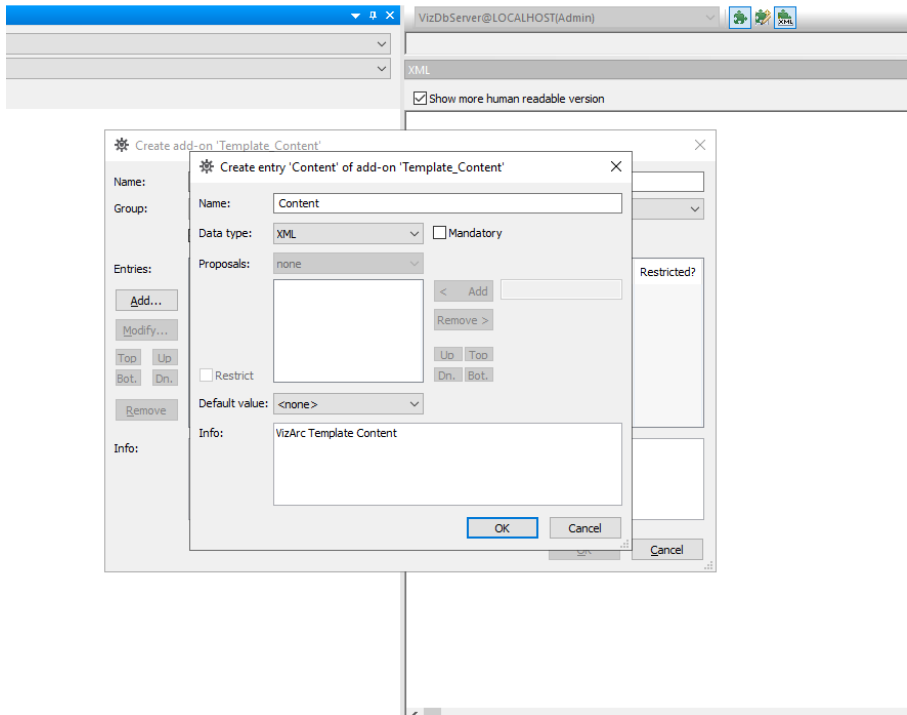 VizDbServer@LOCALHOST(Admin)
XML
XML
Show more human readable version
Create add-on 'Template_Content'
Create entry 'Content' of add-on 'Template_Content'
Name:
Group:
Name: Content
Data type: XML Mandatory
Entries:
Proposals: none
Restricted?
Add...
< Add
Modify...
Remove >
Top Up
Up Top
Bot. Dn.
Restrict
Dn. Bot.
Remove
Default value: <none>
Info:
Info: VizArc Template Content
OK Cancel
OK Cancel